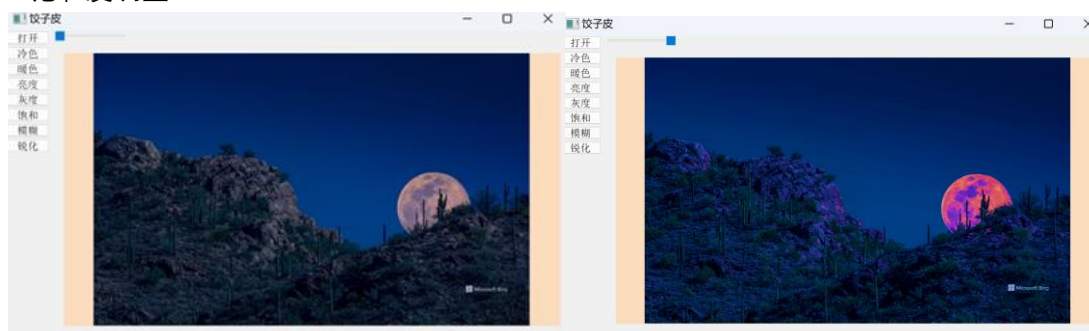 饺子皮
打开
冷色
暖色
亮度
灰度
饱和
模糊
锐化
Microsoft Bing
饺子皮
打开
冷色
暖色
亮度
灰度
饱和
模糊
锐化
Microsoft Bing